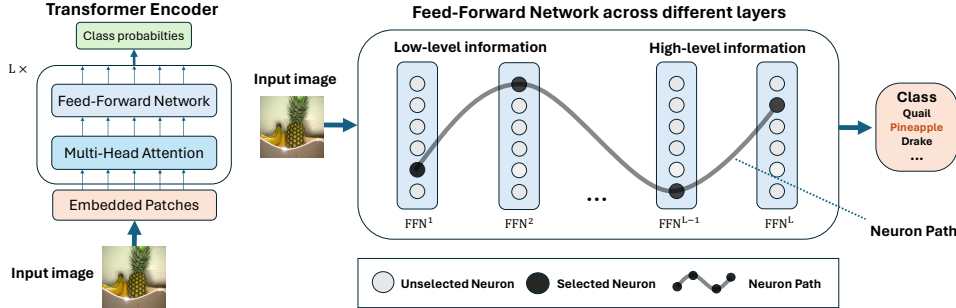 Transformer Encoder
Class probabilties
L ×
Feed-Forward Network
Multi-Head Attention
Embedded Patches
Input image
Feed-Forward Network across different layers
Low-level information
High-level information
Input image
...
FFN¹
FFN²
FFN^{L-1}
FFN^L
Class
Quail
Pineapple
Drake
...
Neuron Path
Unselected Neuron
Selected Neuron
Neuron Path